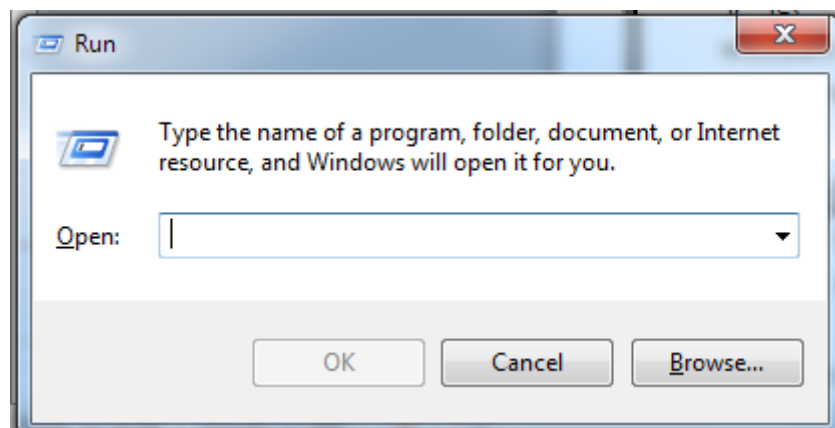 Run
Type the name of a program, folder, document, or Internet
resource, and Windows will open it for you.
Open:
OK Cancel Browse...